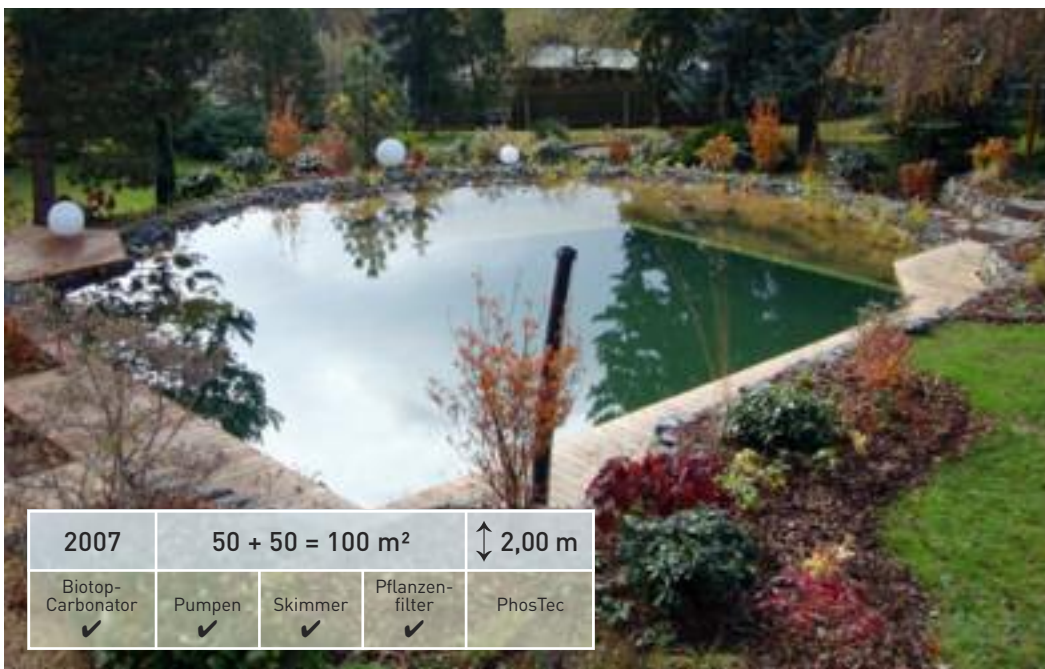 2007
50 + 50 = 100 m²
2,00 m
Biotop-
Carbonator
✔
Pumpen
✔
Skimmer
✔
Pflanzen-
filter
✔
PhosTec